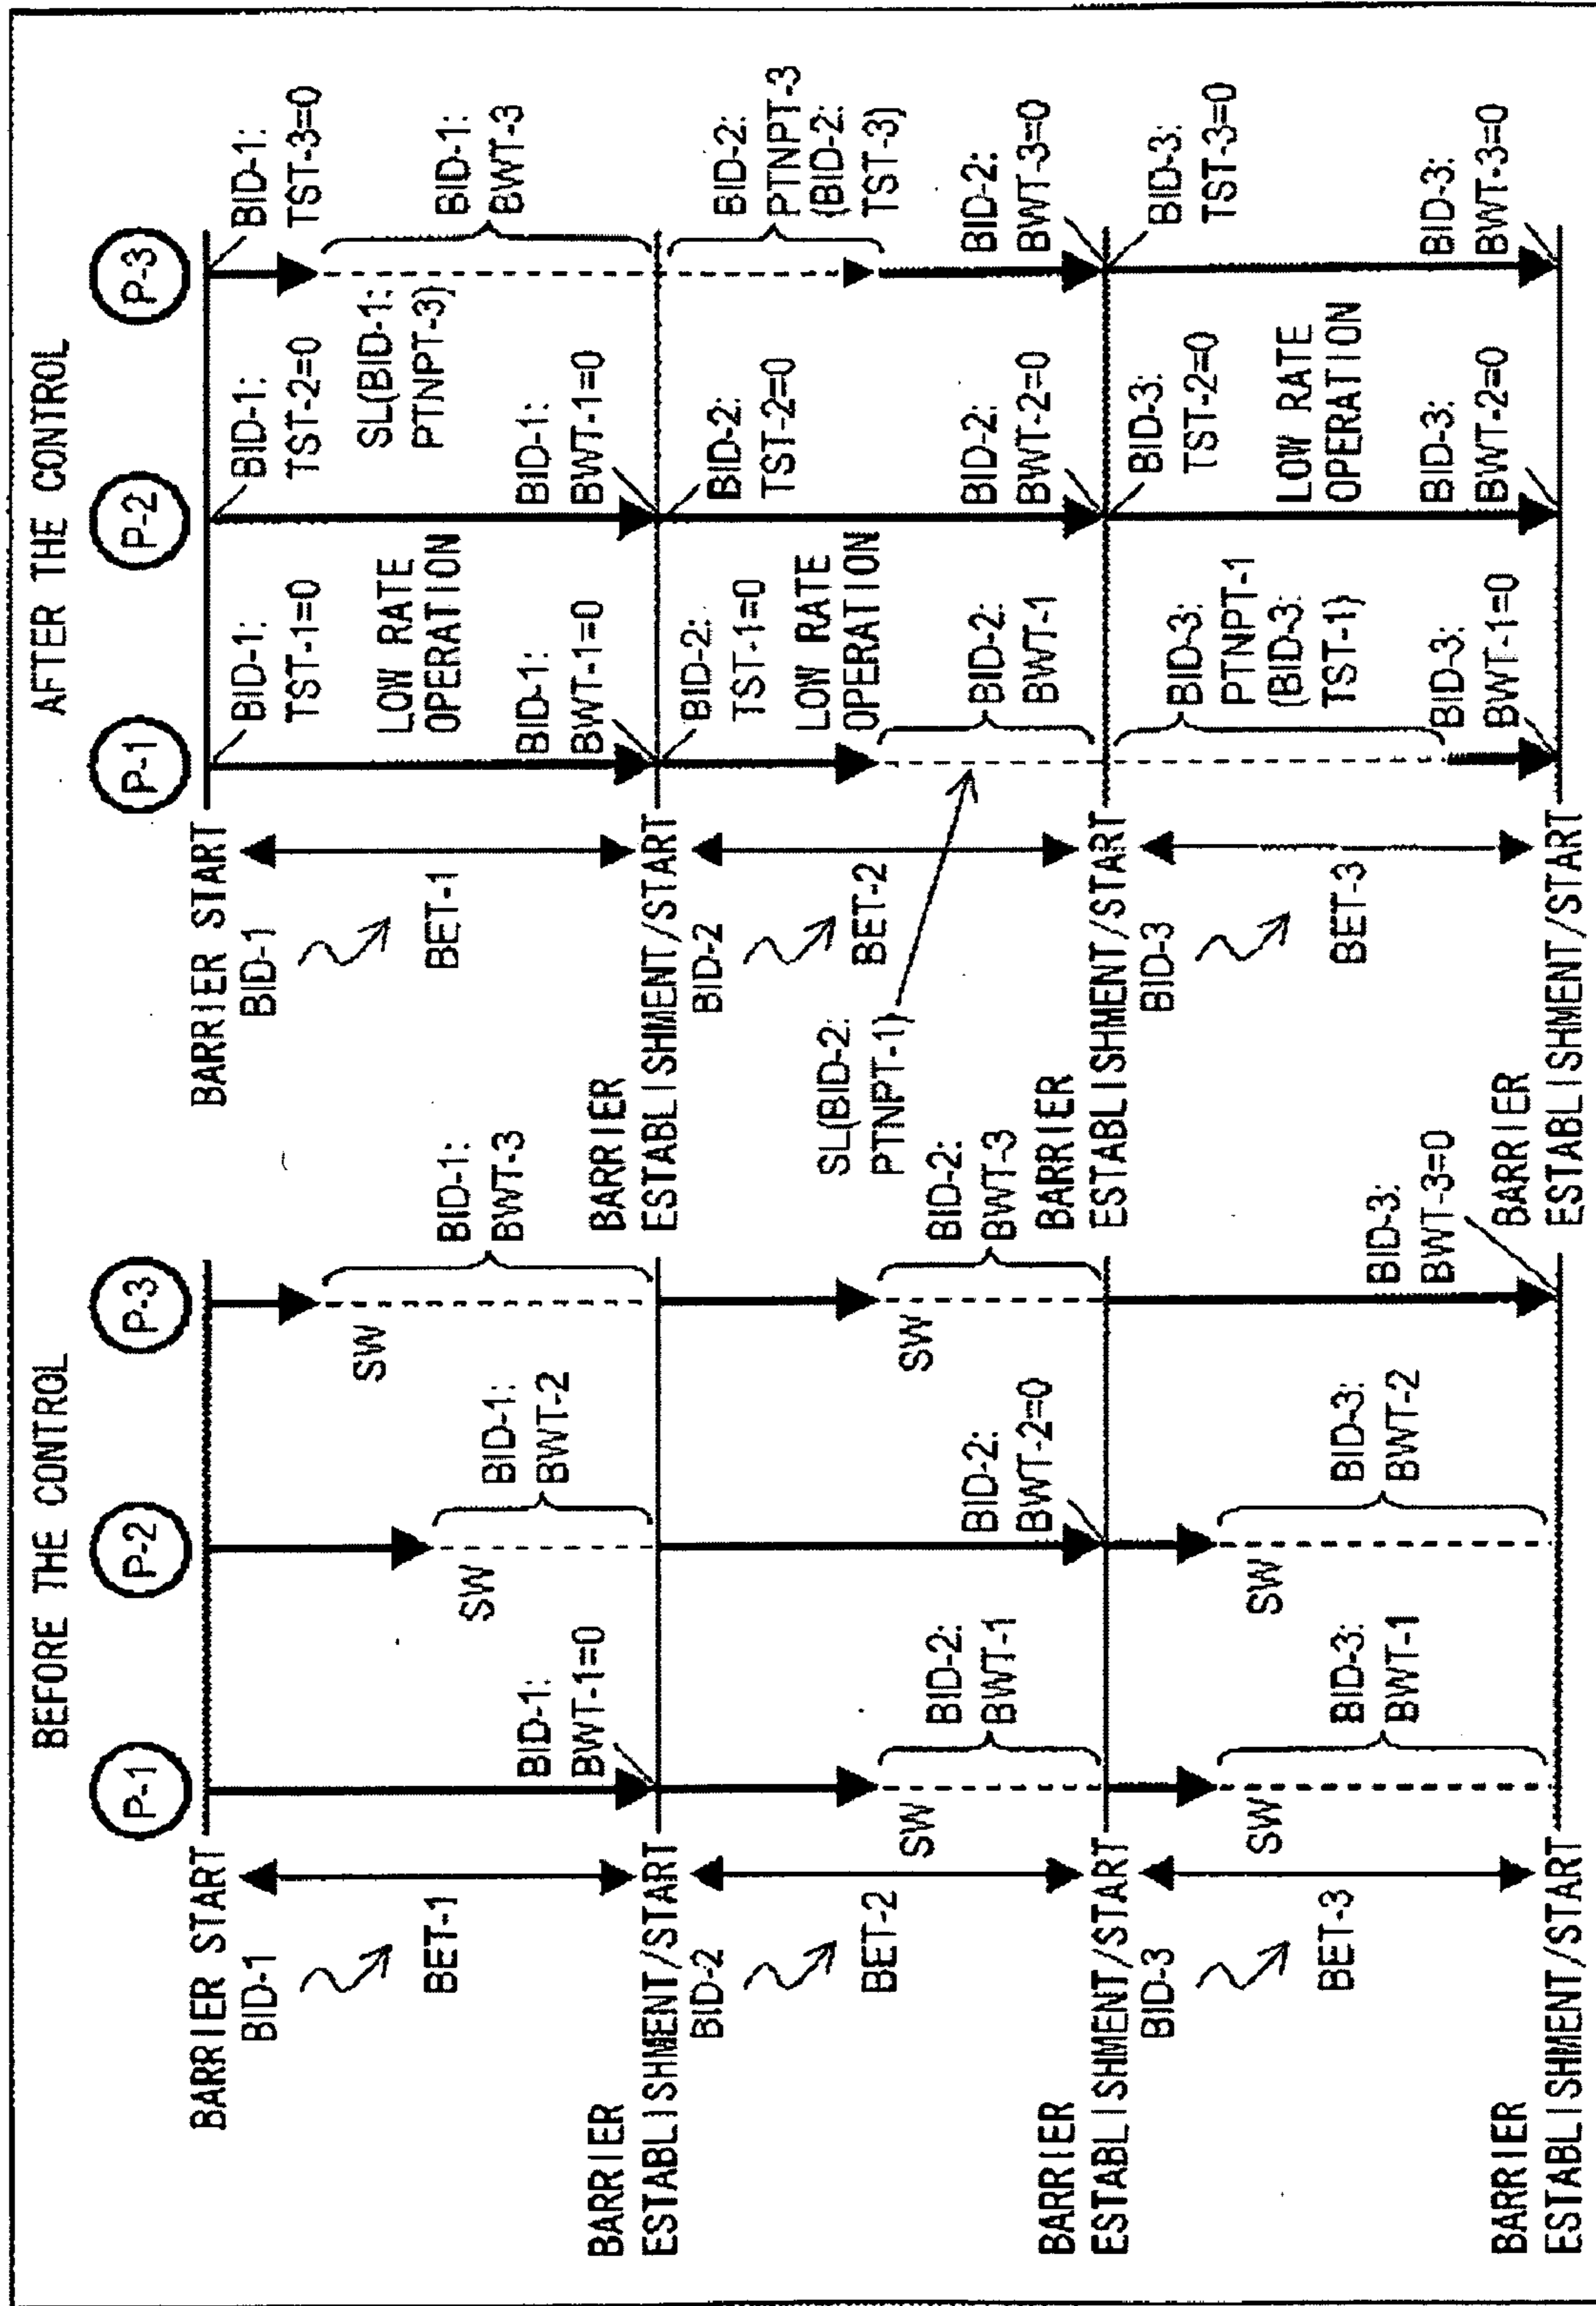 BEFORE THE CONTROL
P-1
P-2
P-3
BARRIER START
BID-1
BET-1
BID-1:
BWT-1=0
SW
BID-1:
BWT-2
SW
BID-1:
BWT-3
BARRIER
ESTABLISHMENT/START
BID-2
BET-2
SW
BID-2:
BWT-1
BID-2:
BWT-2=0
SW
BID-2:
BWT-3
BARRIER
ESTABLISHMENT/START
BID-3
BET-3
SW
BID-3:
BWT-1
SW
BID-3:
BWT-2
BID-3:
BWT-3=0
BARRIER
ESTABLISHMENT/START
AFTER THE CONTROL
P-1
P-2
P-3
BARRIER START
BID-1
BET-1
BID-1:
TST-1=0
LOW RATE
OPERATION
BID-1:
BWT-1=0
BID-1:
TST-2=0
BID-1:
BWT-1=0
SL(BID-1:
PTNPT-3)
BID-1:
TST-3=0
BID-1:
BWT-3
BARRIER
ESTABLISHMENT/START
BID-2
BET-2
BID-2:
TST-1=0
LOW RATE
OPERATION
SL(BID-2:
PTNPT-1)
BID-2:
BWT-1
BID-2:
TST-2=0
BID-2:
BWT-2=0
BID-2:
PTNPT-3
(BID-2:
TST-3)
BID-2:
BWT-3=0
BARRIER
ESTABLISHMENT/START
BID-3
BET-3
BID-3:
PTNPT-1
(BID-3:
TST-1)
BID-3:
BWT-1=0
BID-3:
TST-2=0
LOW RATE
OPERATION
BID-3:
BWT-2=0
BID-3:
TST-3=0
BID-3:
BWT-3=0
BARRIER
ESTABLISHMENT/START